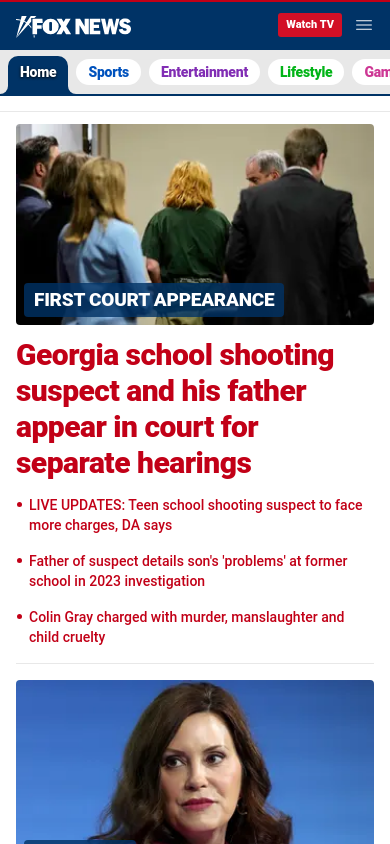 FOX NEWS
Watch TV
Home
Sports
Entertainment
Lifestyle
FIRST COURT APPEARANCE
Georgia school shooting
suspect and his father
appear in court for
separate hearings
• LIVE UPDATES: Teen school shooting suspect to face
more charges, DA says
• Father of suspect details son's 'problems' at former
school in 2023 investigation
• Colin Gray charged with murder, manslaughter and
child cruelty